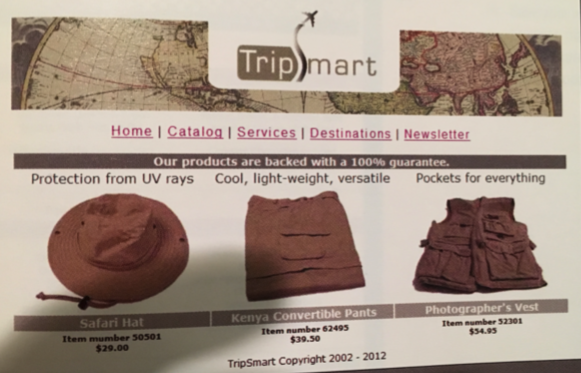 TripSmart
Home | Catalog | Services | Destinations | Newsletter
Our products are backed with a 100% guarantee.
Protection from UV rays
Cool, light-weight, versatile
Pockets for everything
Safari Hat
Item number 50501
$29.00
Kenya Convertible Pants
Item number 62495
$39.50
Photographer's Vest
Item number 52301
$54.95
TripSmart Copyright 2002 - 2012